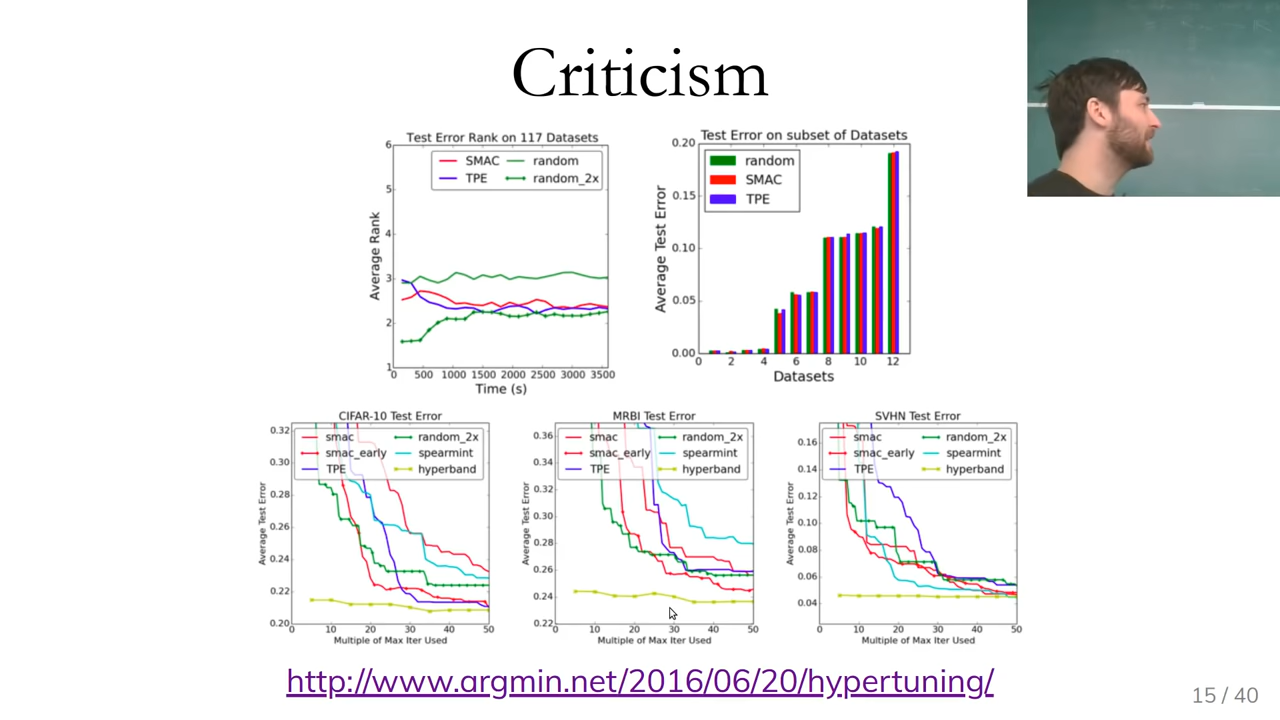 Criticism
Test Error Rank on 117 Datasets
SMAC random
TPE random_2x
6
5
4
3
2
1
Average Rank
0 500 1000 1500 2000 2500 3000 3500
Time (s)
Test Error on subset of Datasets
random
SMAC
TPE
0.20
0.15
0.10
0.05
0.00
Average Test Error
0 2 4 6 8 10 12
Datasets
CIFAR-10 Test Error
smac random_2x
smac_early spearmint
TPE hyperband
0.32
0.30
0.28
0.26
0.24
0.22
0.20
Average Test Error
0 10 20 30 40 50
Multiple of Max Iter Used
MRBI Test Error
smac random_2x
smac_early spearmint
TPE hyperband
0.36
0.34
0.32
0.30
0.28
0.26
0.24
0.22
Average Test Error
0 10 20 30 40 50
Multiple of Max Iter Used
SVHN Test Error
smac random_2x
smac_early spearmint
TPE hyperband
0.16
0.14
0.12
0.10
0.08
0.06
0.04
Average Test Error
0 10 20 30 40 50
Multiple of Max Iter Used
http://www.argmin.net/2016/06/20/hypertuning/
15 / 40